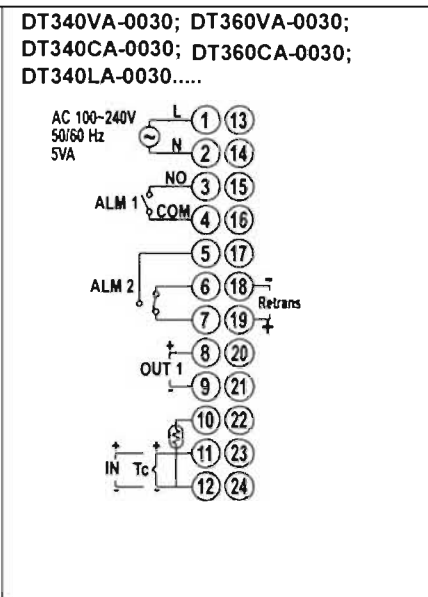 DT340VA-0030; DT360VA-0030;
DT340CA-0030; DT360CA-0030;
DT340LA-0030.....
AC 100~240V L 1 13
50/60 Hz
5VA N 2 14
NO 3 15
ALM 1 COM 4 16
5 17
ALM 2 6 18 -
Retrans
7 19 +
+ 8 20
OUT 1
- 9 21
10 22
+ + 11 23
IN Tc
- - 12 24